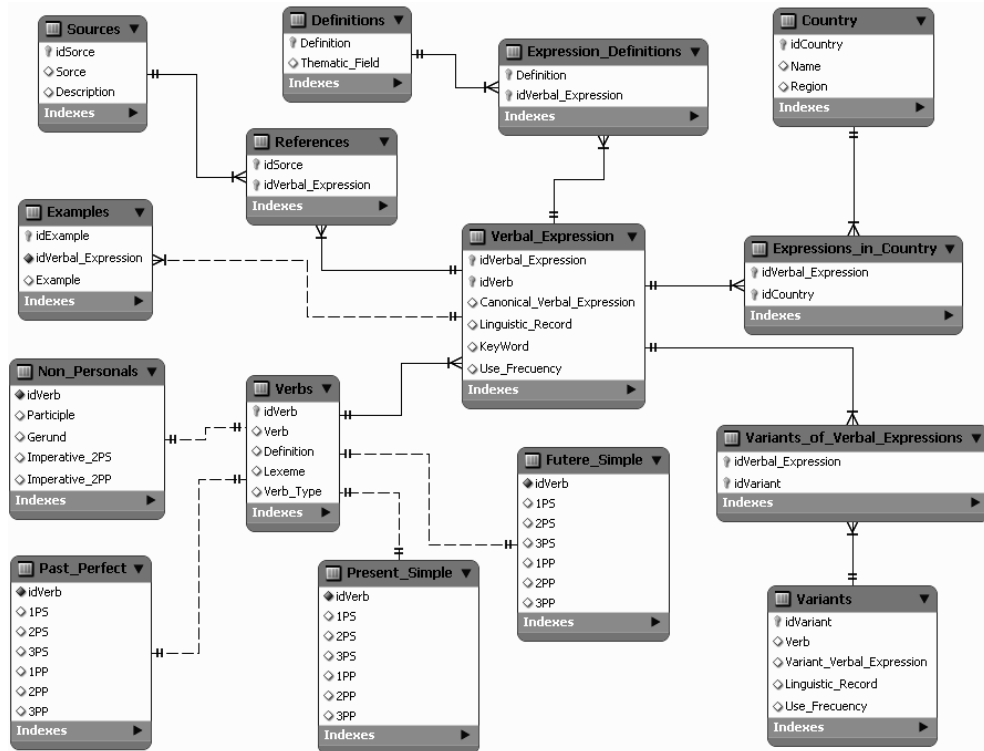 Sources
idSorce
Sorce
Description
Indexes
Definitions
Definition
Thematic_Field
Indexes
Expression_Definitions
Definition
idVerbal_Expression
Indexes
Country
idCountry
Name
Region
Indexes
References
idSorce
idVerbal_Expression
Indexes
Examples
idExample
idVerbal_Expression
Example
Indexes
Verbal_Expression
idVerbal_Expression
idVerb
Canonical_Verbal_Expression
Linguistic_Record
KeyWord
Use_Frecuency
Indexes
Expressions_in_Country
idVerbal_Expression
idCountry
Indexes
Non_Personals
idVerb
Participle
Gerund
Imperative_2PS
Imperative_2PP
Indexes
Verbs
idVerb
Verb
Definition
Lexeme
Verb_Type
Indexes
Variants_of_Verbal_Expressions
idVerbal_Expression
idVariant
Indexes
Futere_Simple
idVerb
1PS
2PS
3PS
1PP
2PP
3PP
Indexes
Past_Perfect
idVerb
1PS
2PS
3PS
1PP
2PP
3PP
Indexes
Present_Simple
idVerb
1PS
2PS
3PS
1PP
2PP
3PP
Indexes
Variants
idVariant
Verb
Variant_Verbal_Expression
Linguistic_Record
Use_Frecuency
Indexes